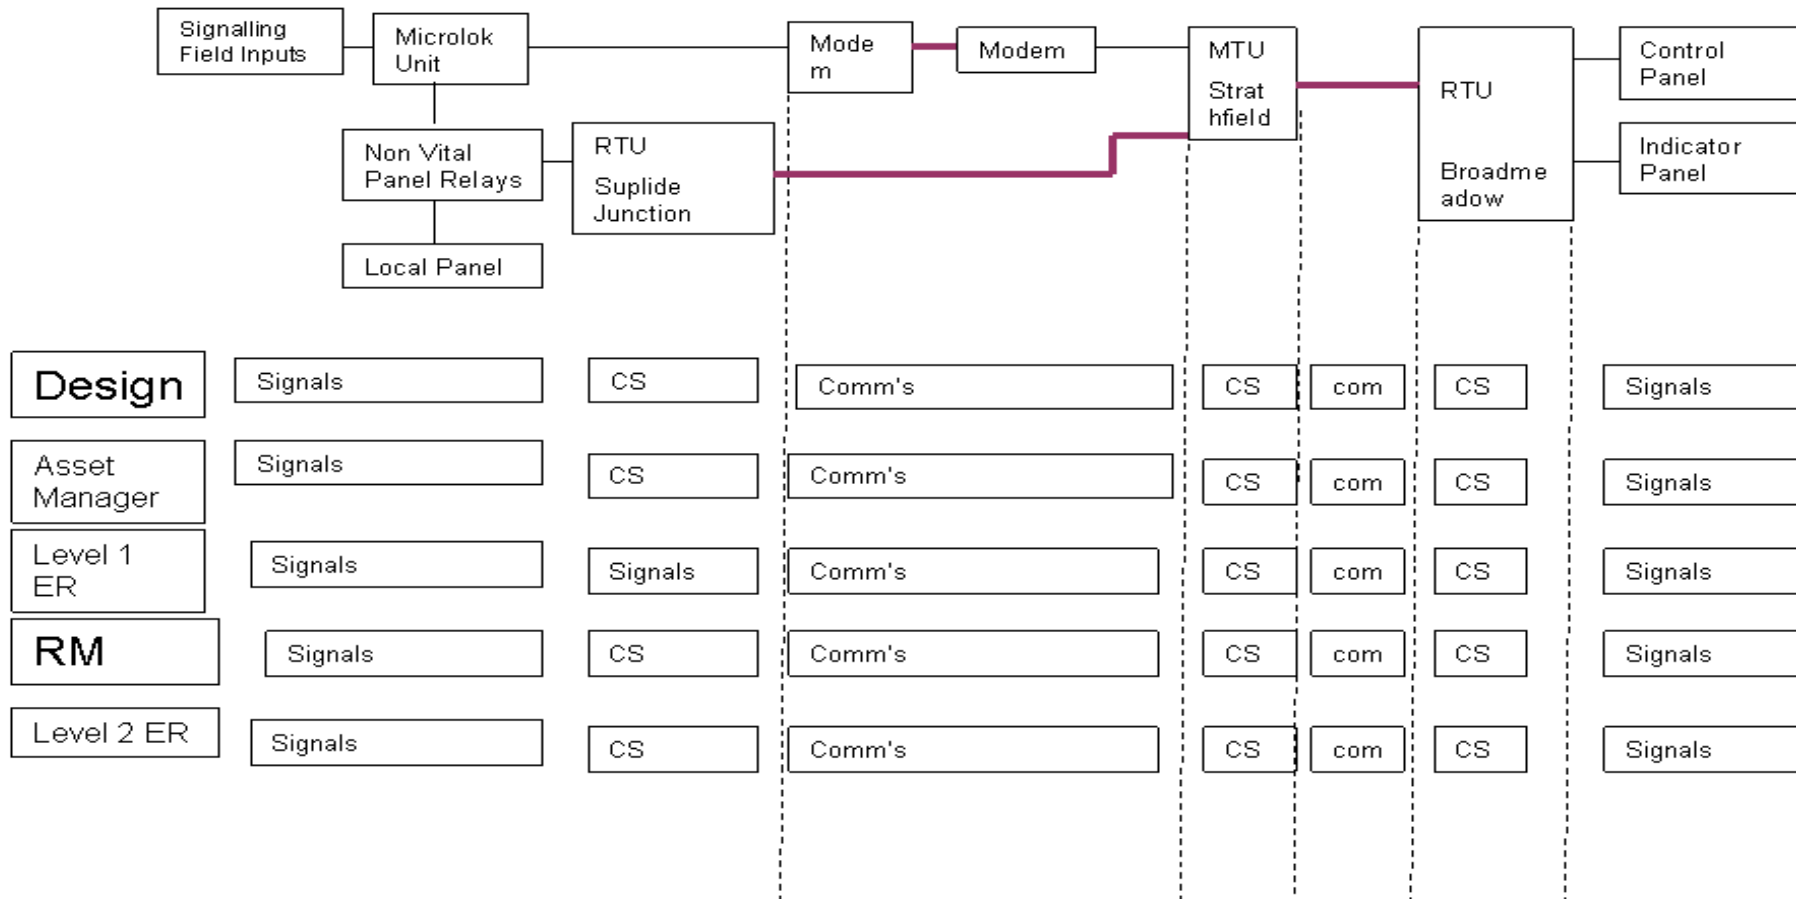 Signalling
Field Inputs
Microlok
Unit
Mode
m
Modem
MTU
Strat
hfield
RTU
Broadme
adow
Control
Panel
Indicator
Panel
Non Vital
Panel Relays
RTU
Suplide
Junction
Local Panel
Design
Signals
CS
Comm's
CS
com
CS
Signals
Asset
Manager
Signals
CS
Comm's
CS
com
CS
Signals
Level 1
ER
Signals
Signals
Comm's
CS
com
CS
Signals
RM
Signals
CS
Comm's
CS
com
CS
Signals
Level 2 ER
Signals
CS
Comm's
CS
com
CS
Signals